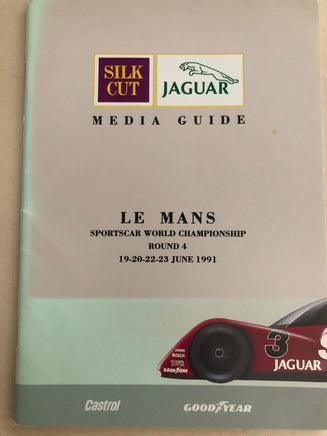 SILK
CUT
JAGUAR
MEDIA GUIDE
LE MANS
SPORTSCAR WORLD CHAMPIONSHIP
ROUND 4
19-20-22-23 JUNE 1991
3
BOSCH
GOODYEAR
JAGUAR
Castrol
GOODYEAR